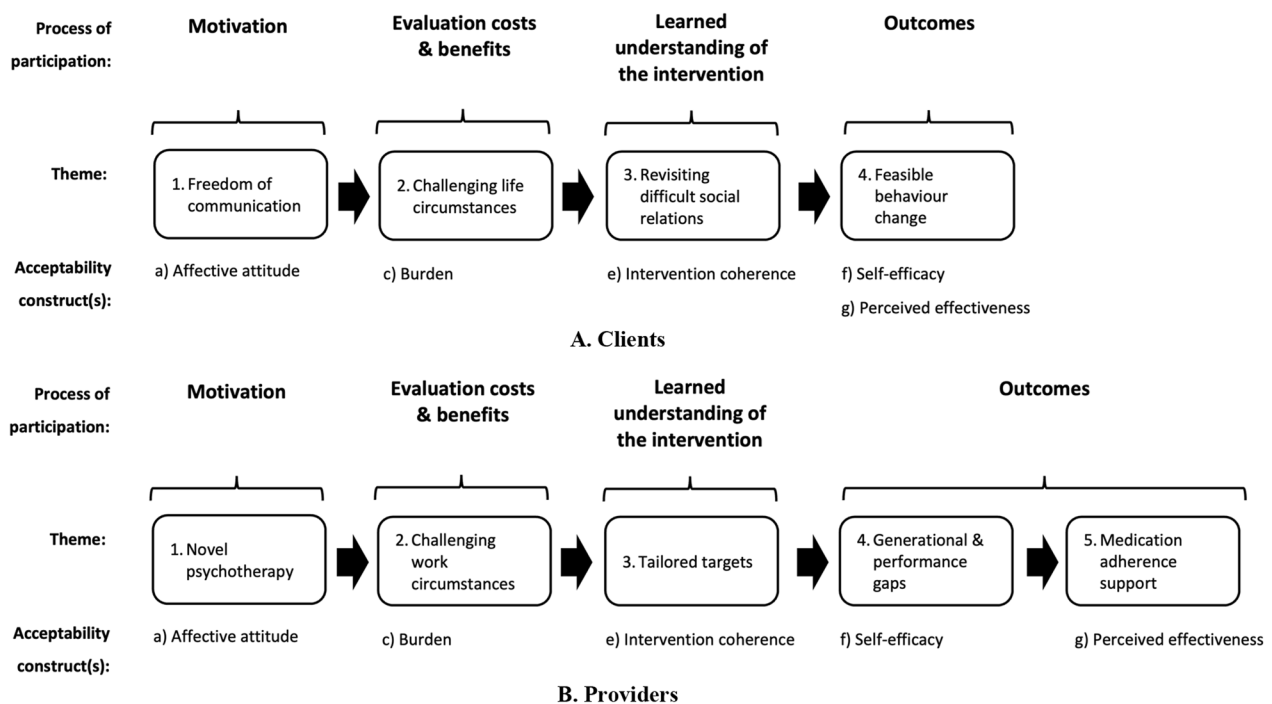 Process of
participation:
Motivation
Evaluation costs
& benefits
Learned
understanding of
the intervention
Outcomes
Theme:
1. Freedom of
communication
2. Challenging life
circumstances
3. Revisiting
difficult social
relations
4. Feasible
behaviour
change
Acceptability
construct(s):
a) Affective attitude
c) Burden
e) Intervention coherence
f) Self-efficacy
g) Perceived effectiveness
A. Clients
Process of
participation:
Motivation
Evaluation costs
& benefits
Learned
understanding of
the intervention
Outcomes
Theme:
1. Novel
psychotherapy
2. Challenging
work
circumstances
3. Tailored targets
4. Generational &
performance
gaps
5. Medication
adherence
support
Acceptability
construct(s):
a) Affective attitude
c) Burden
e) Intervention coherence
f) Self-efficacy
g) Perceived effectiveness
B. Providers